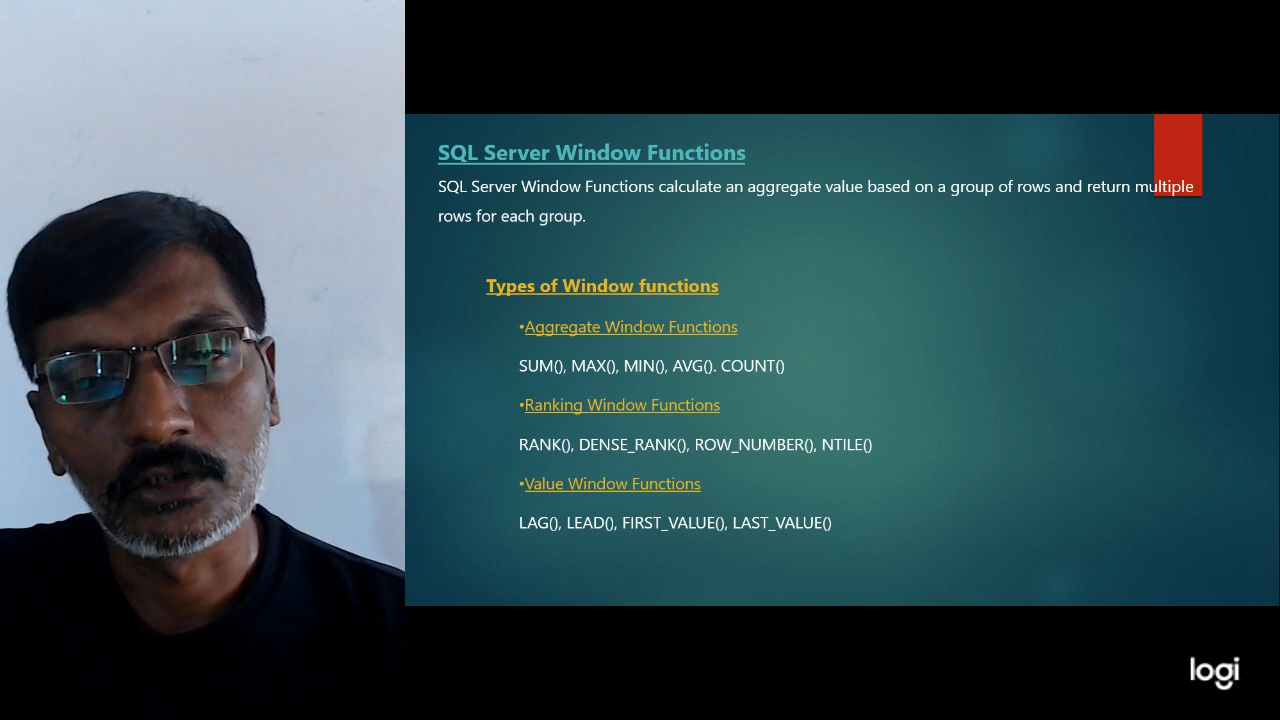 SQL Server Window Functions
SQL Server Window Functions calculate an aggregate value based on a group of rows and return multiple
rows for each group.
Types of Window functions
•Aggregate Window Functions
SUM(), MAX(), MIN(), AVG(). COUNT()
•Ranking Window Functions
RANK(), DENSE_RANK(), ROW_NUMBER(), NTILE()
•Value Window Functions
LAG(), LEAD(), FIRST_VALUE(), LAST_VALUE()
logi